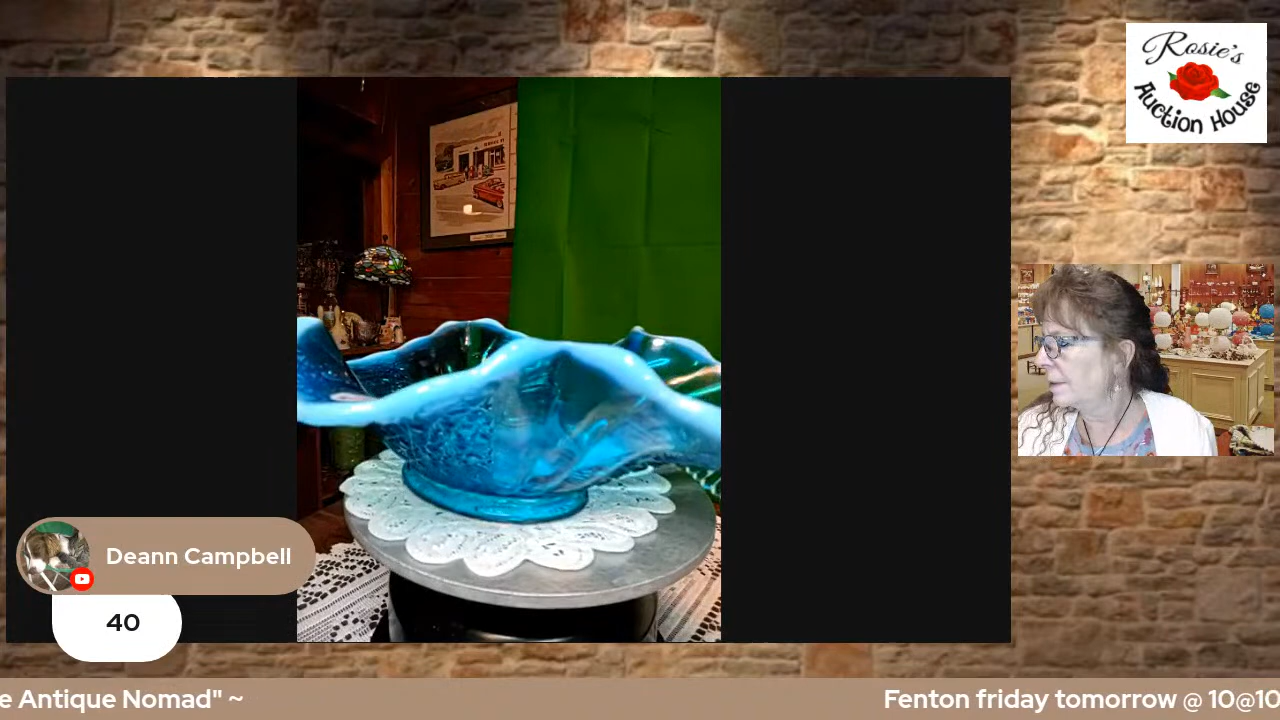 Rosie's
Auction House
Deann Campbell
40
e Antique Nomad" ~
Fenton friday tomorrow @ 10@10